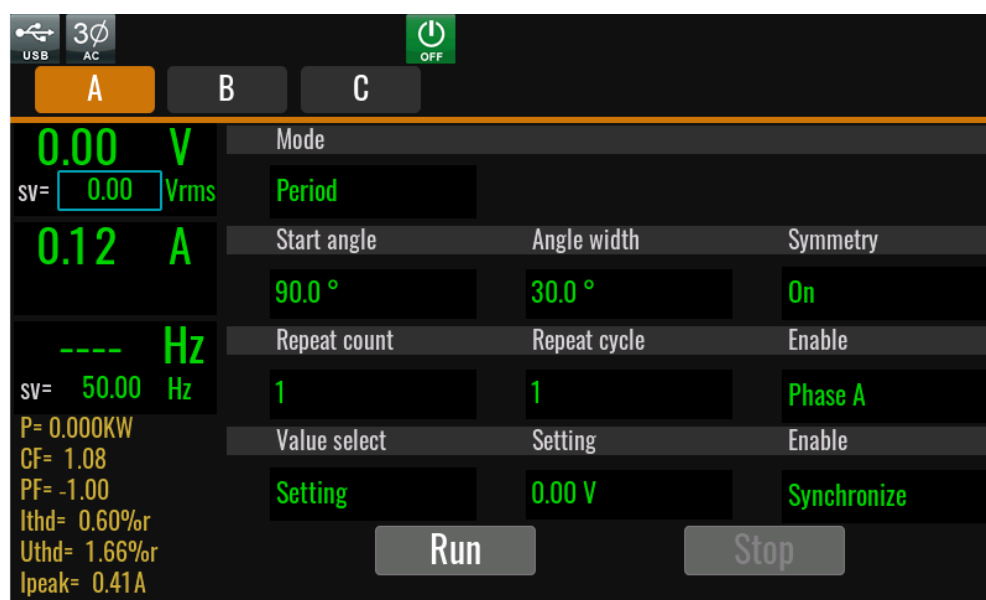 USB 3Ø AC OFF
A B C
0.00 V
sv= 0.00 Vrms
0.12 A
---- Hz
sv= 50.00 Hz
P= 0.000KW
CF= 1.08
PF= -1.00
Ithd= 0.60%r
Uthd= 1.66%r
Ipeak= 0.41A
Mode
Period
Start angle Angle width Symmetry
90.0 ° 30.0 ° On
Repeat count Repeat cycle Enable
1 1 Phase A
Value select Setting Enable
Setting 0.00 V Synchronize
Run Stop